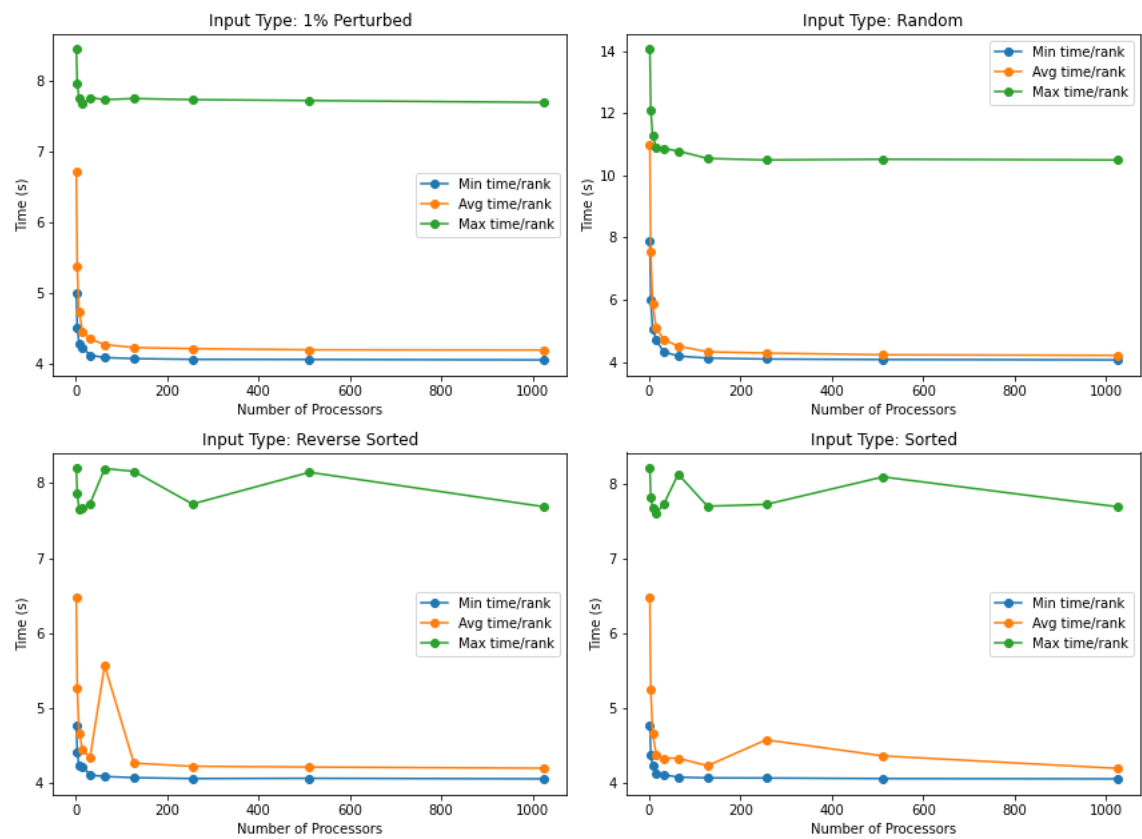 Input Type: 1% Perturbed
8
7
6
5
4
Time (s)
Min time/rank
Avg time/rank
Max time/rank
0 200 400 600 800 1000
Number of Processors
Input Type: Random
14
12
10
8
6
4
Time (s)
Min time/rank
Avg time/rank
Max time/rank
0 200 400 600 800 1000
Number of Processors
Input Type: Reverse Sorted
8
7
6
5
4
Time (s)
Min time/rank
Avg time/rank
Max time/rank
0 200 400 600 800 1000
Number of Processors
Input Type: Sorted
8
7
6
5
4
Time (s)
Min time/rank
Avg time/rank
Max time/rank
0 200 400 600 800 1000
Number of Processors